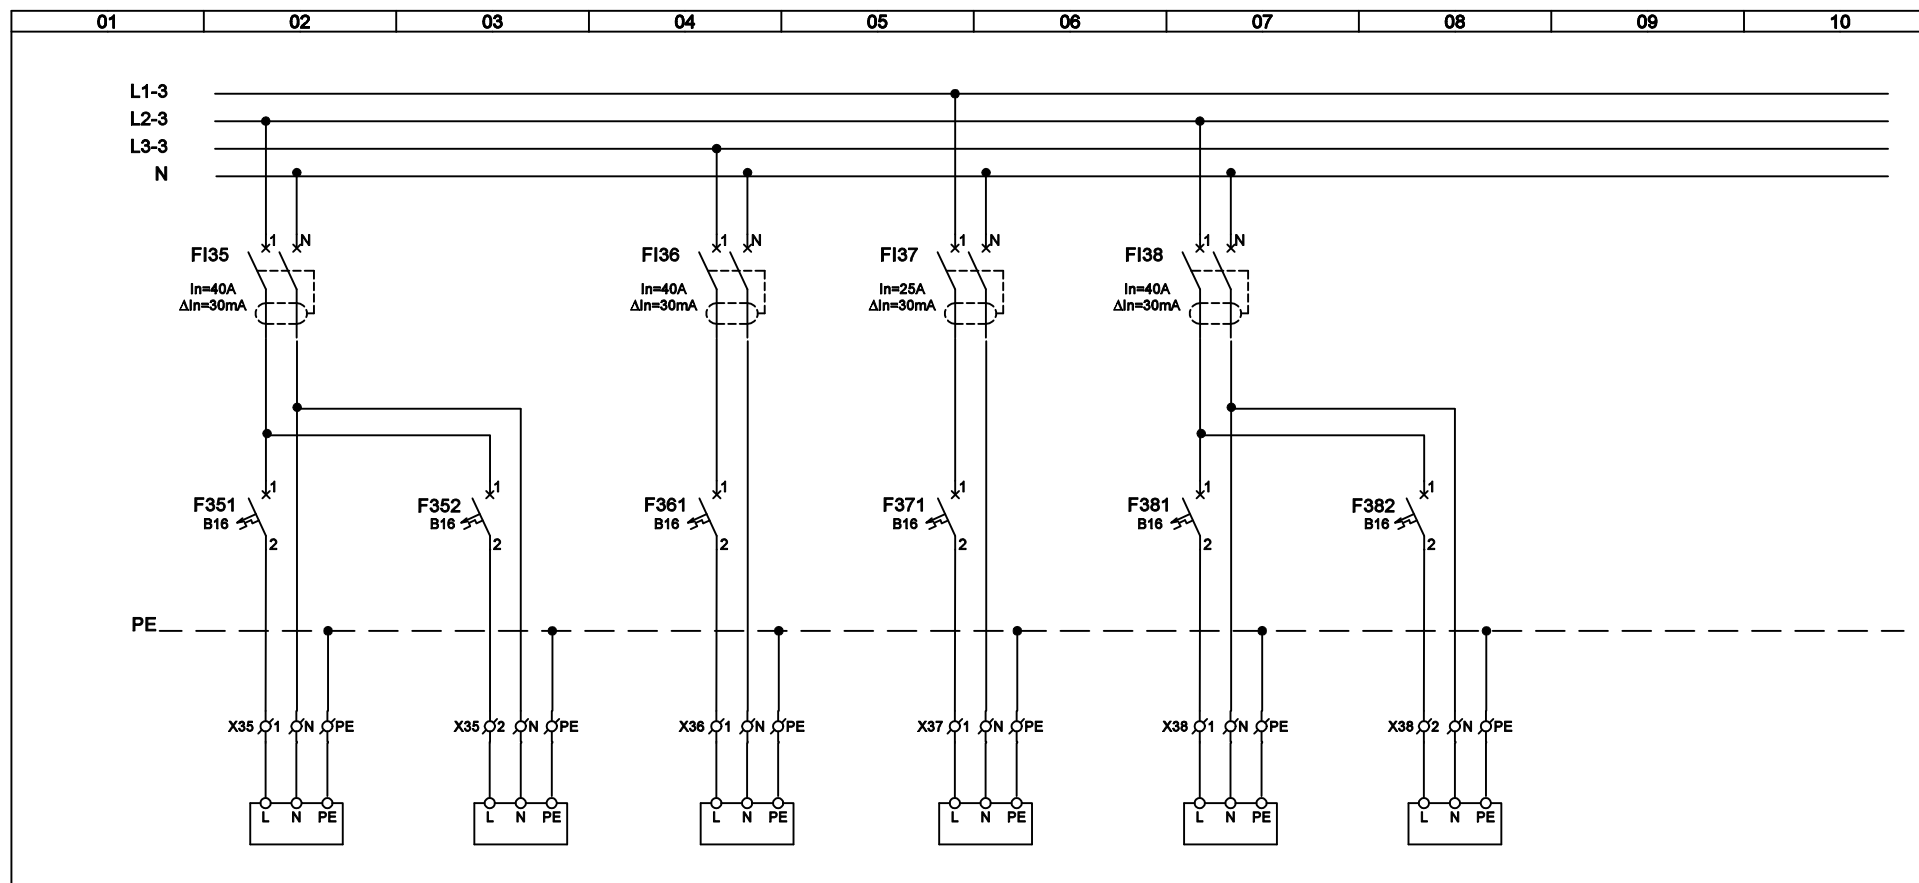 01 02 03 04 05 06 07 08 09 10
L1-3
L2-3
L3-3
N
1 N 1 N 1 N 1 N
FI35 FI36 FI37 FI38
In=40A In=40A In=25A In=40A
ΔIn=30mA ΔIn=30mA ΔIn=30mA ΔIn=30mA
1 1 1 1 1 1
F351 F352 F361 F371 F381 F382
B16 B16 B16 B16 B16 B16
2 2 2 2 2 2
PE
X35 1 N PE X35 2 N PE X36 1 N PE X37 1 N PE X38 1 N PE X38 2 N PE
L N PE L N PE L N PE L N PE L N PE L N PE